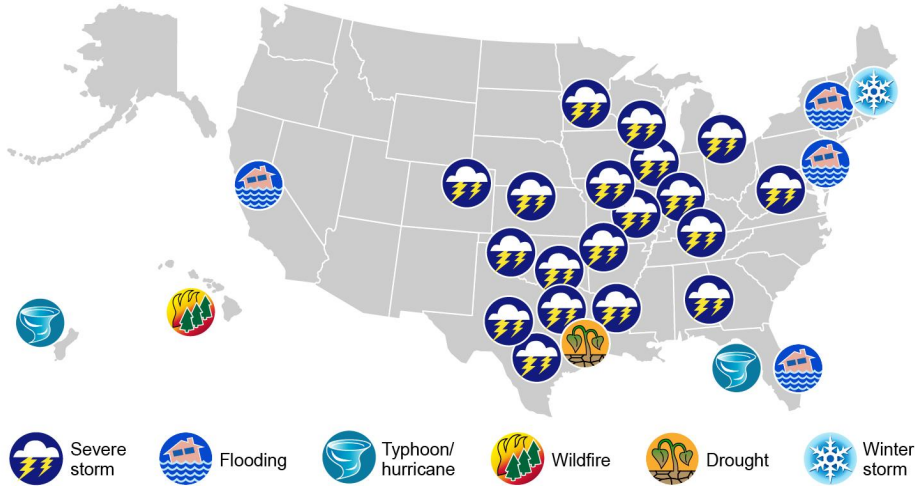 Severe
storm
Flooding
Typhoon/
hurricane
Wildfire
Drought
Winter
storm